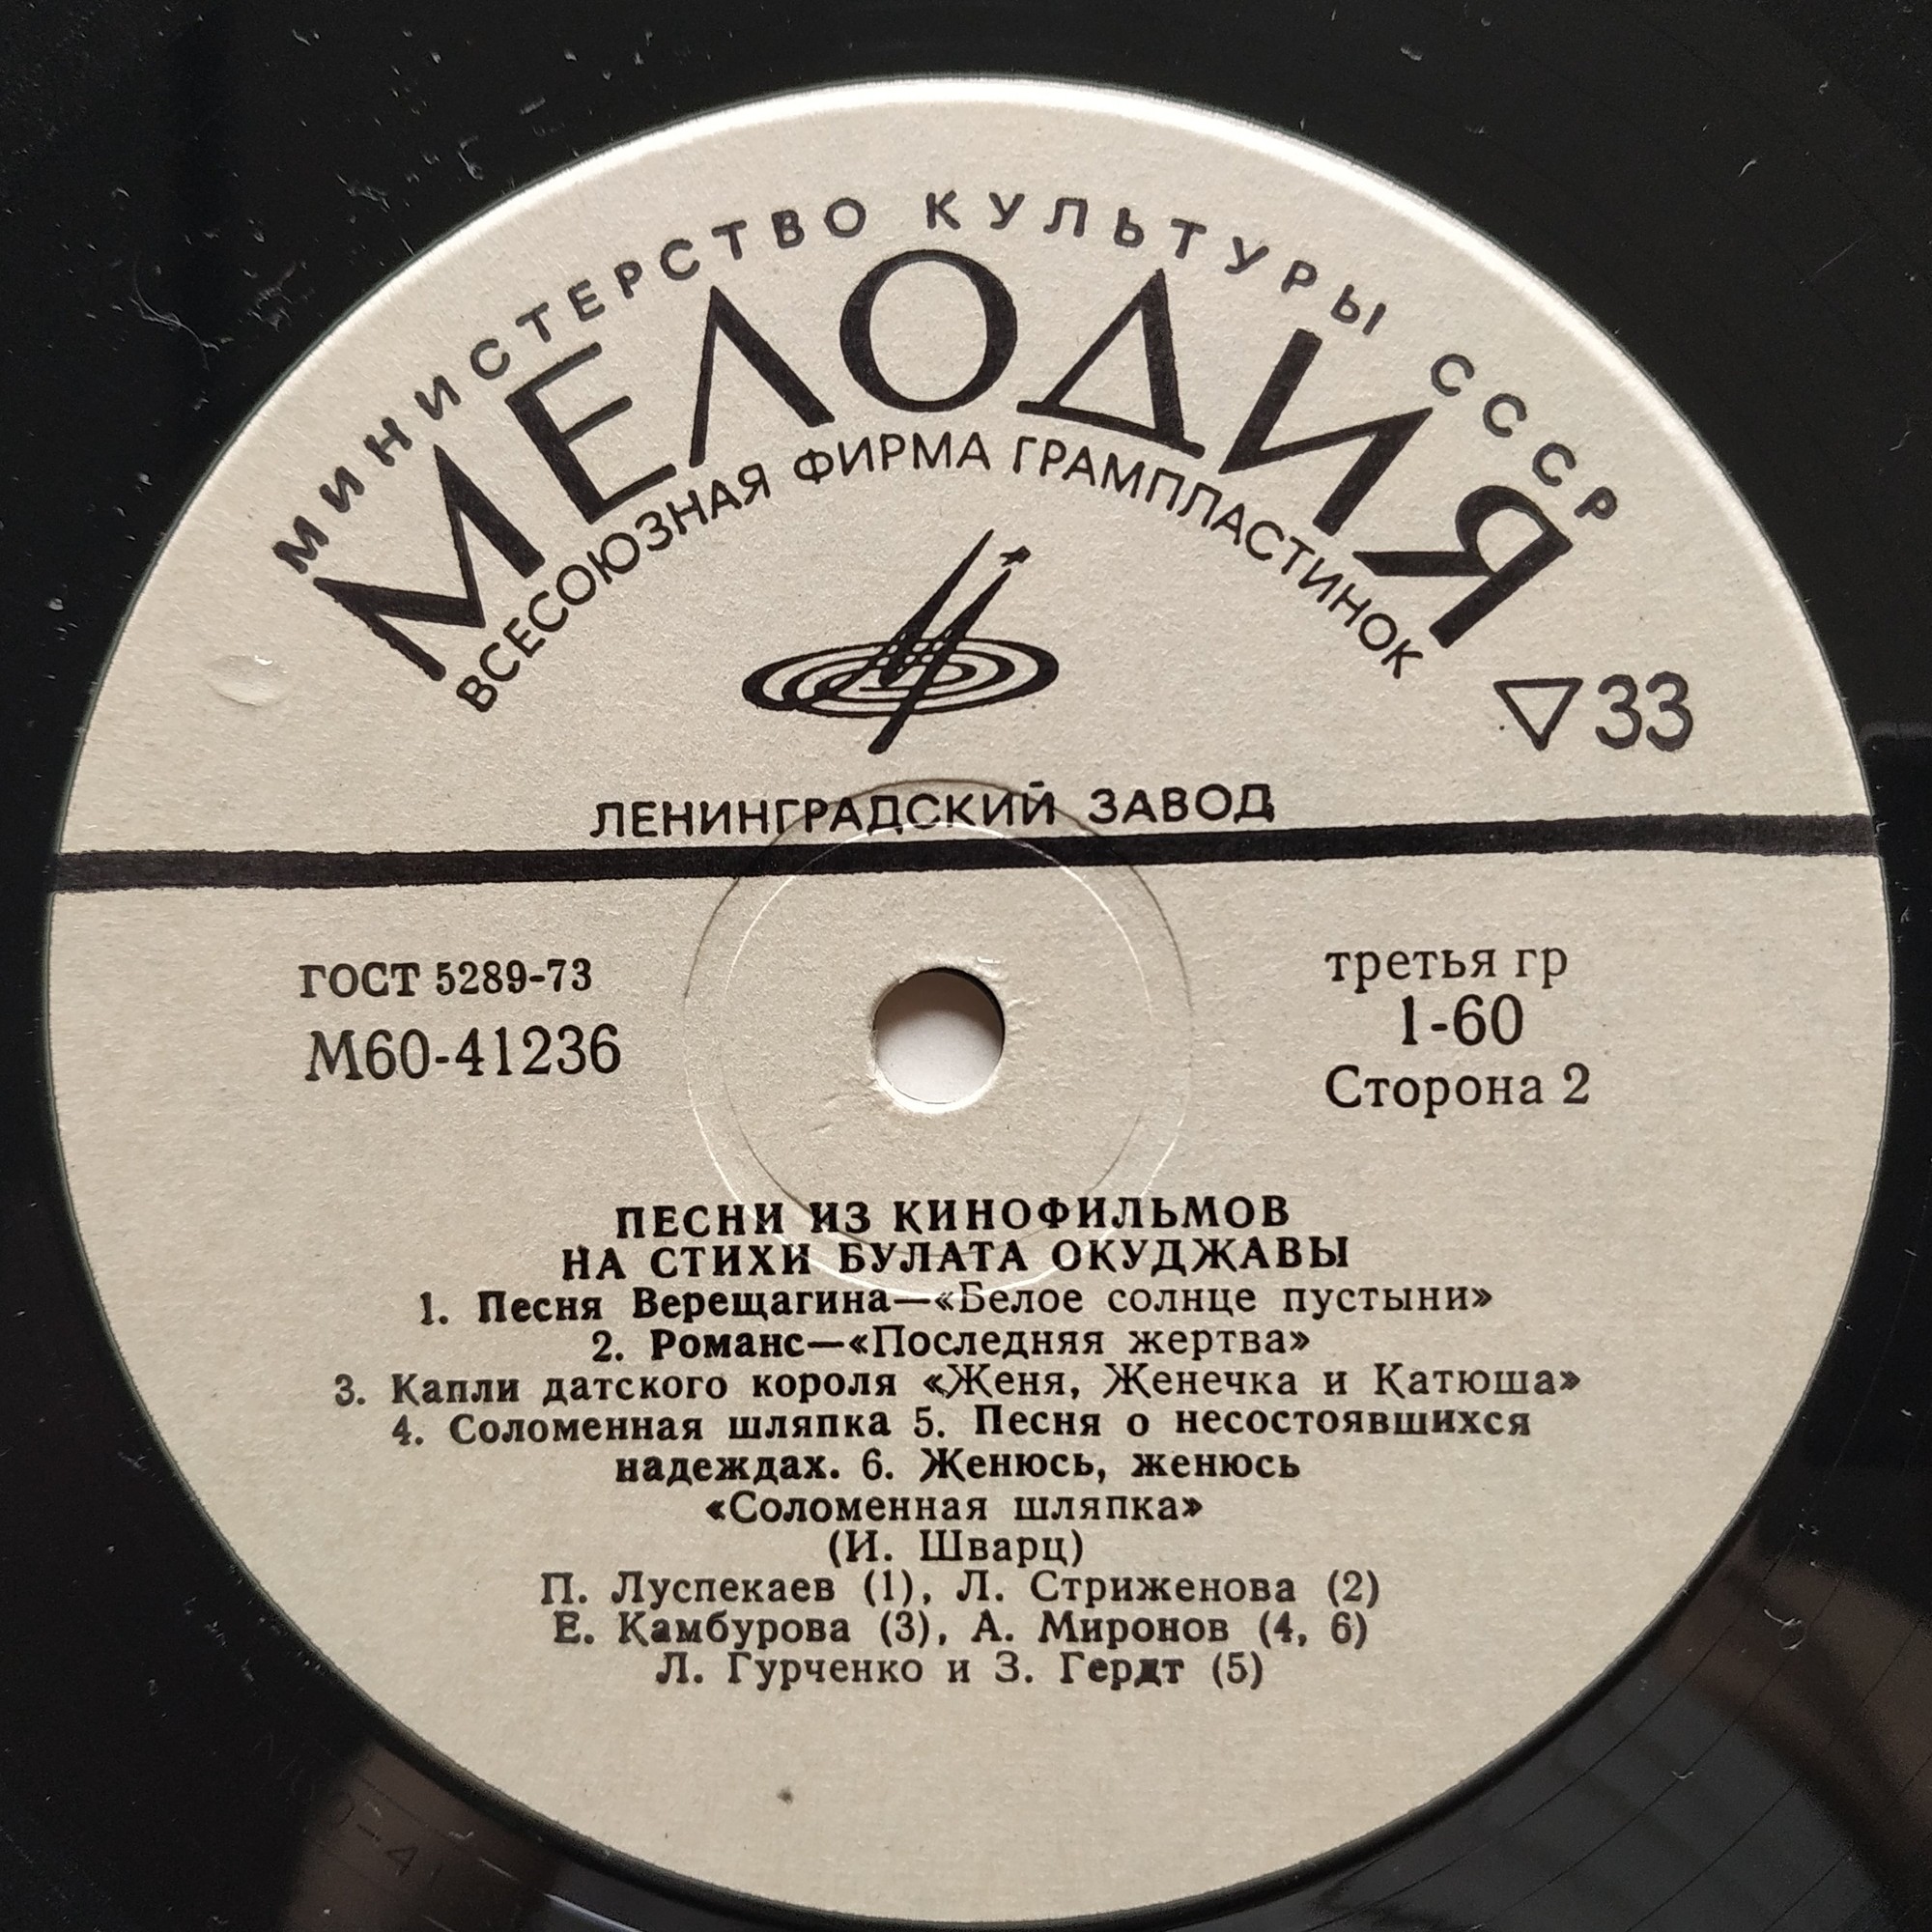 МИНИСТЕРСТВО КУЛЬТУРЫ СССР
МЕЛОДИЯ
ВСЕСОЮЗНАЯ ФИРМА ГРАМПЛАСТИНОК
▽33
ЛЕНИНГРАДСКИЙ ЗАВОД
ГОСТ 5289-73
М60-41236
третья гр
1-60
Сторона 2
ПЕСНИ ИЗ КИНОФИЛЬМОВ
НА СТИХИ БУЛАТА ОКУДЖАВЫ
1. Песня Верещагина—«Белое солнце пустыни»
2. Романс—«Последняя жертва»
3. Капли датского короля «Женя, Женечка и Катюша»
4. Соломенная шляпка 5. Песня о несостоявшихся
надеждах. 6. Женюсь, женюсь
«Соломенная шляпка»
(И. Шварц)
П. Луспекаев (1), Л. Стриженова (2)
Е. Камбурова (3), А. Миронов (4, 6)
Л. Гурченко и З. Гердт (5)